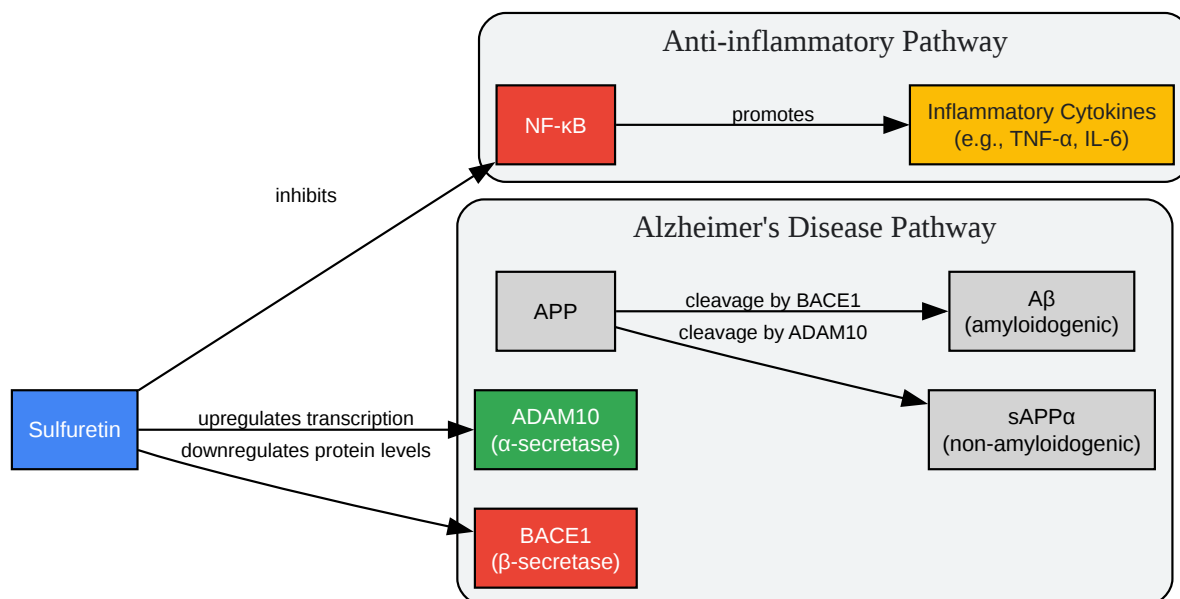 Anti-inflammatory Pathway
NF-κB
promotes
Inflammatory Cytokines
(e.g., TNF-α, IL-6)
inhibits
Alzheimer's Disease Pathway
APP
cleavage by BACE1
cleavage by ADAM10
Aβ
(amyloidogenic)
Sulfuretin
upregulates transcription
downregulates protein levels
ADAM10
(α-secretase)
sAPPα
(non-amyloidogenic)
BACE1
(β-secretase)